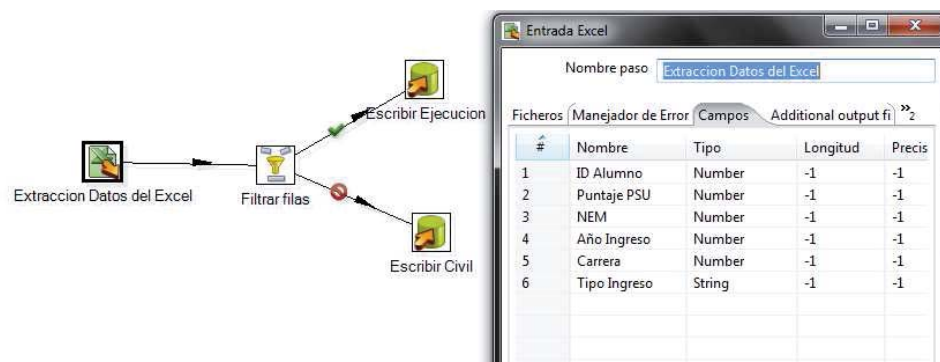 Escribir Ejecucion
Extraccion Datos del Excel
Filtrar filas
Escribir Civil
Entrada Excel
Nombre paso Extraccion Datos del Excel
Ficheros Manejador de Error Campos Additional output fi »2
# Nombre Tipo Longitud Precis
1 ID Alumno Number -1 -1
2 Puntaje PSU Number -1 -1
3 NEM Number -1 -1
4 Año Ingreso Number -1 -1
5 Carrera Number -1 -1
6 Tipo Ingreso String -1 -1